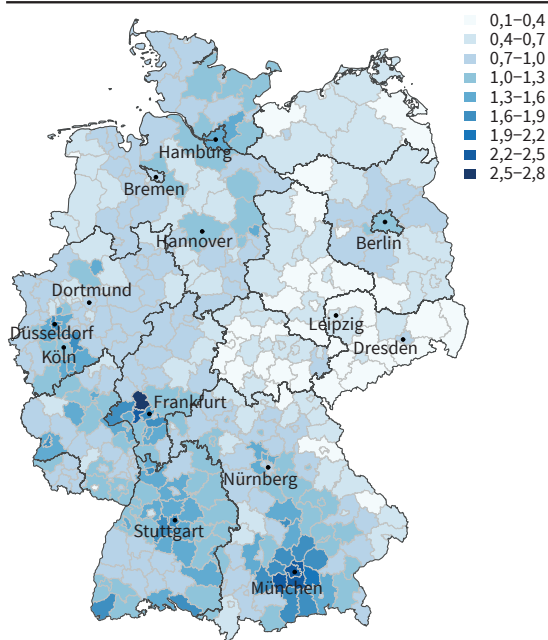 0,1–0,4
0,4–0,7
0,7–1,0
1,0–1,3
1,3–1,6
1,6–1,9
1,9–2,2
2,2–2,5
2,5–2,8
Hamburg
Bremen
Hannover
Berlin
Dortmund
Düsseldorf
Köln
Leipzig
Dresden
Frankfurt
Nürnberg
Stuttgart
München